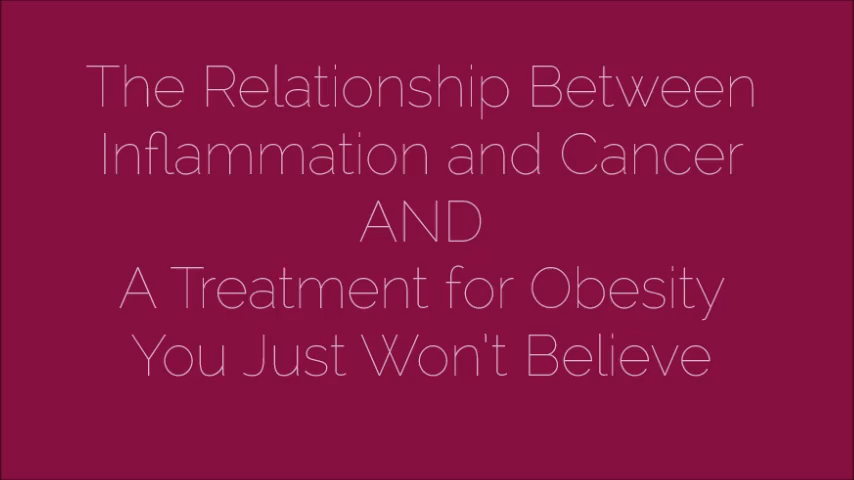 The Relationship Between
Inflammation and Cancer
AND
A Treatment for Obesity
You Just Won't Believe